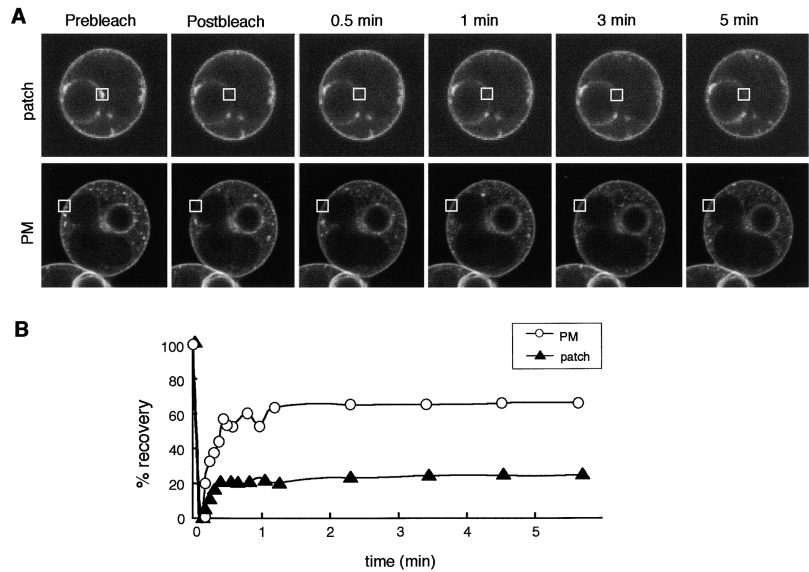 A
Prebleach Postbleach 0.5 min 1 min 3 min 5 min
patch
PM
B
PM
patch
% recovery
100
80
60
40
20
0
0 1 2 3 4 5
time (min)